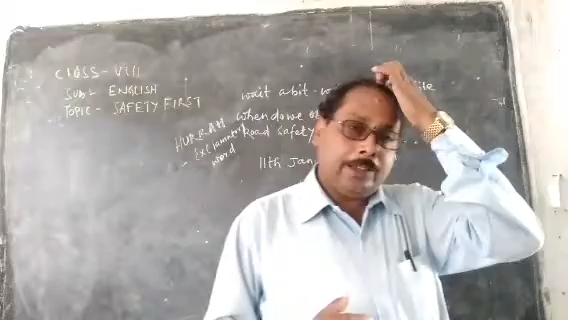 CLASS - VIII
SUB:- ENGLISH
TOPIC - SAFETY FIRST
wait a bit -
when do we
Road Safety
11th Jan
HURRAH
- Exclamatory
word